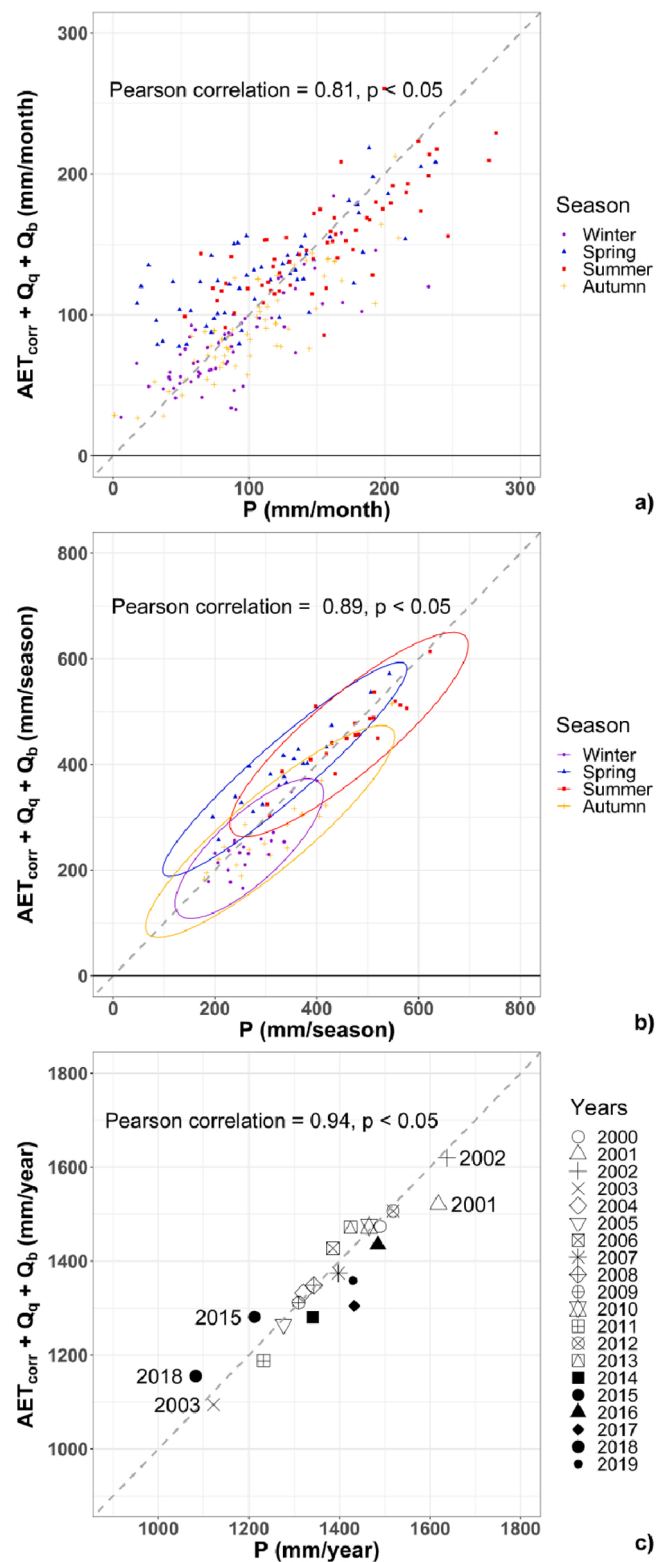 300
Pearson correlation = 0.81, p < 0.05
200
100
0
AETcorr + Qq + Qb (mm/month)
Season
Winter
Spring
Summer
Autumn
0 100 200 300
P (mm/month)
a)
800
Pearson correlation = 0.89, p < 0.05
600
400
200
0
AETcorr + Qq + Qb (mm/season)
Season
Winter
Spring
Summer
Autumn
0 200 400 600 800
P (mm/season)
b)
1800
Pearson correlation = 0.94, p < 0.05
1600
1400
1200
1000
AETcorr + Qq + Qb (mm/year)
2002
2001
2015
2018
2003
Years
2000
2001
2002
2003
2004
2005
2006
2007
2008
2009
2010
2011
2012
2013
2014
2015
2016
2017
2018
2019
1000 1200 1400 1600 1800
P (mm/year)
c)